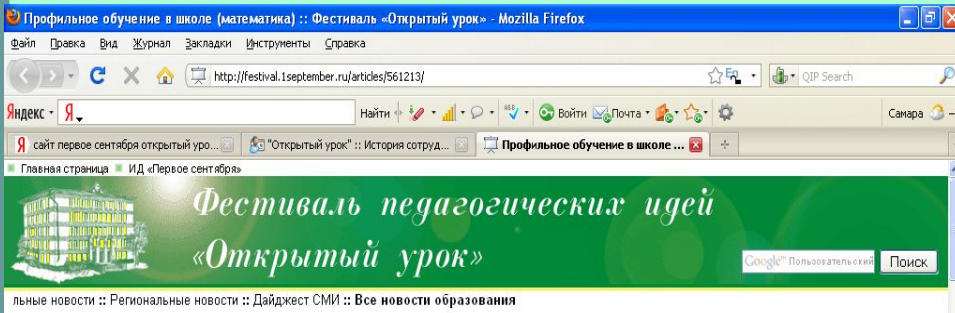 Профильное обучение в школе (математика) :: Фестиваль «Открытый урок» - Mozilla Firefox
Файл Правка Вид Журнал Закладки Инструменты Справка
http://festival.1september.ru/articles/561213/ QIP Search
Яндекс Я Найти Войти Почта Самара
Я сайт первое сентября открытый уро... "Открытый урок" :: История сотруд... Профильное обучение в школе ...
Главная страница ИД «Первое сентября»
Фестиваль педагогических идей
«Открытый урок»
Google™ Пользовательский Поиск
льные новости :: Региональные новости :: Дайджест СМИ :: Все новости образования